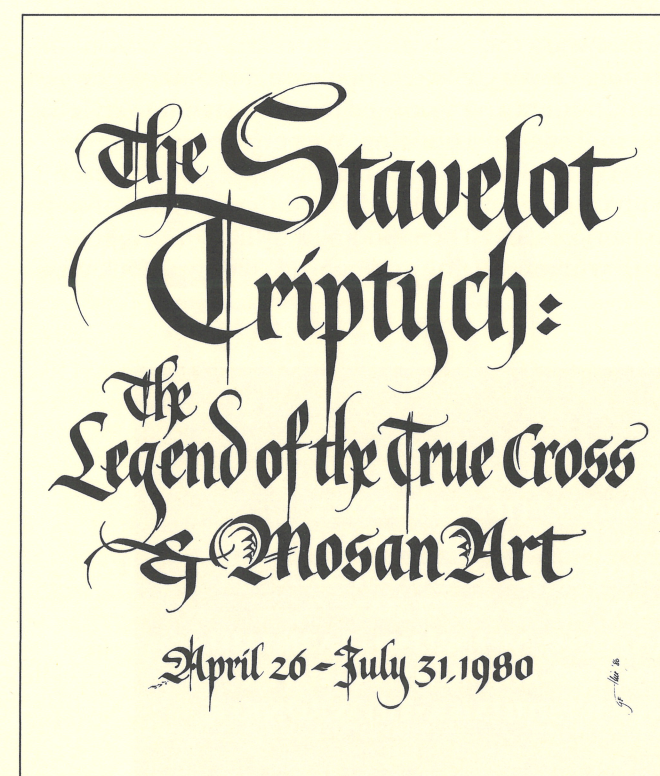 The Stavelot
Triptych:
The
Legend of the True Cross
& Mosan Art
April 26 - July 31, 1980